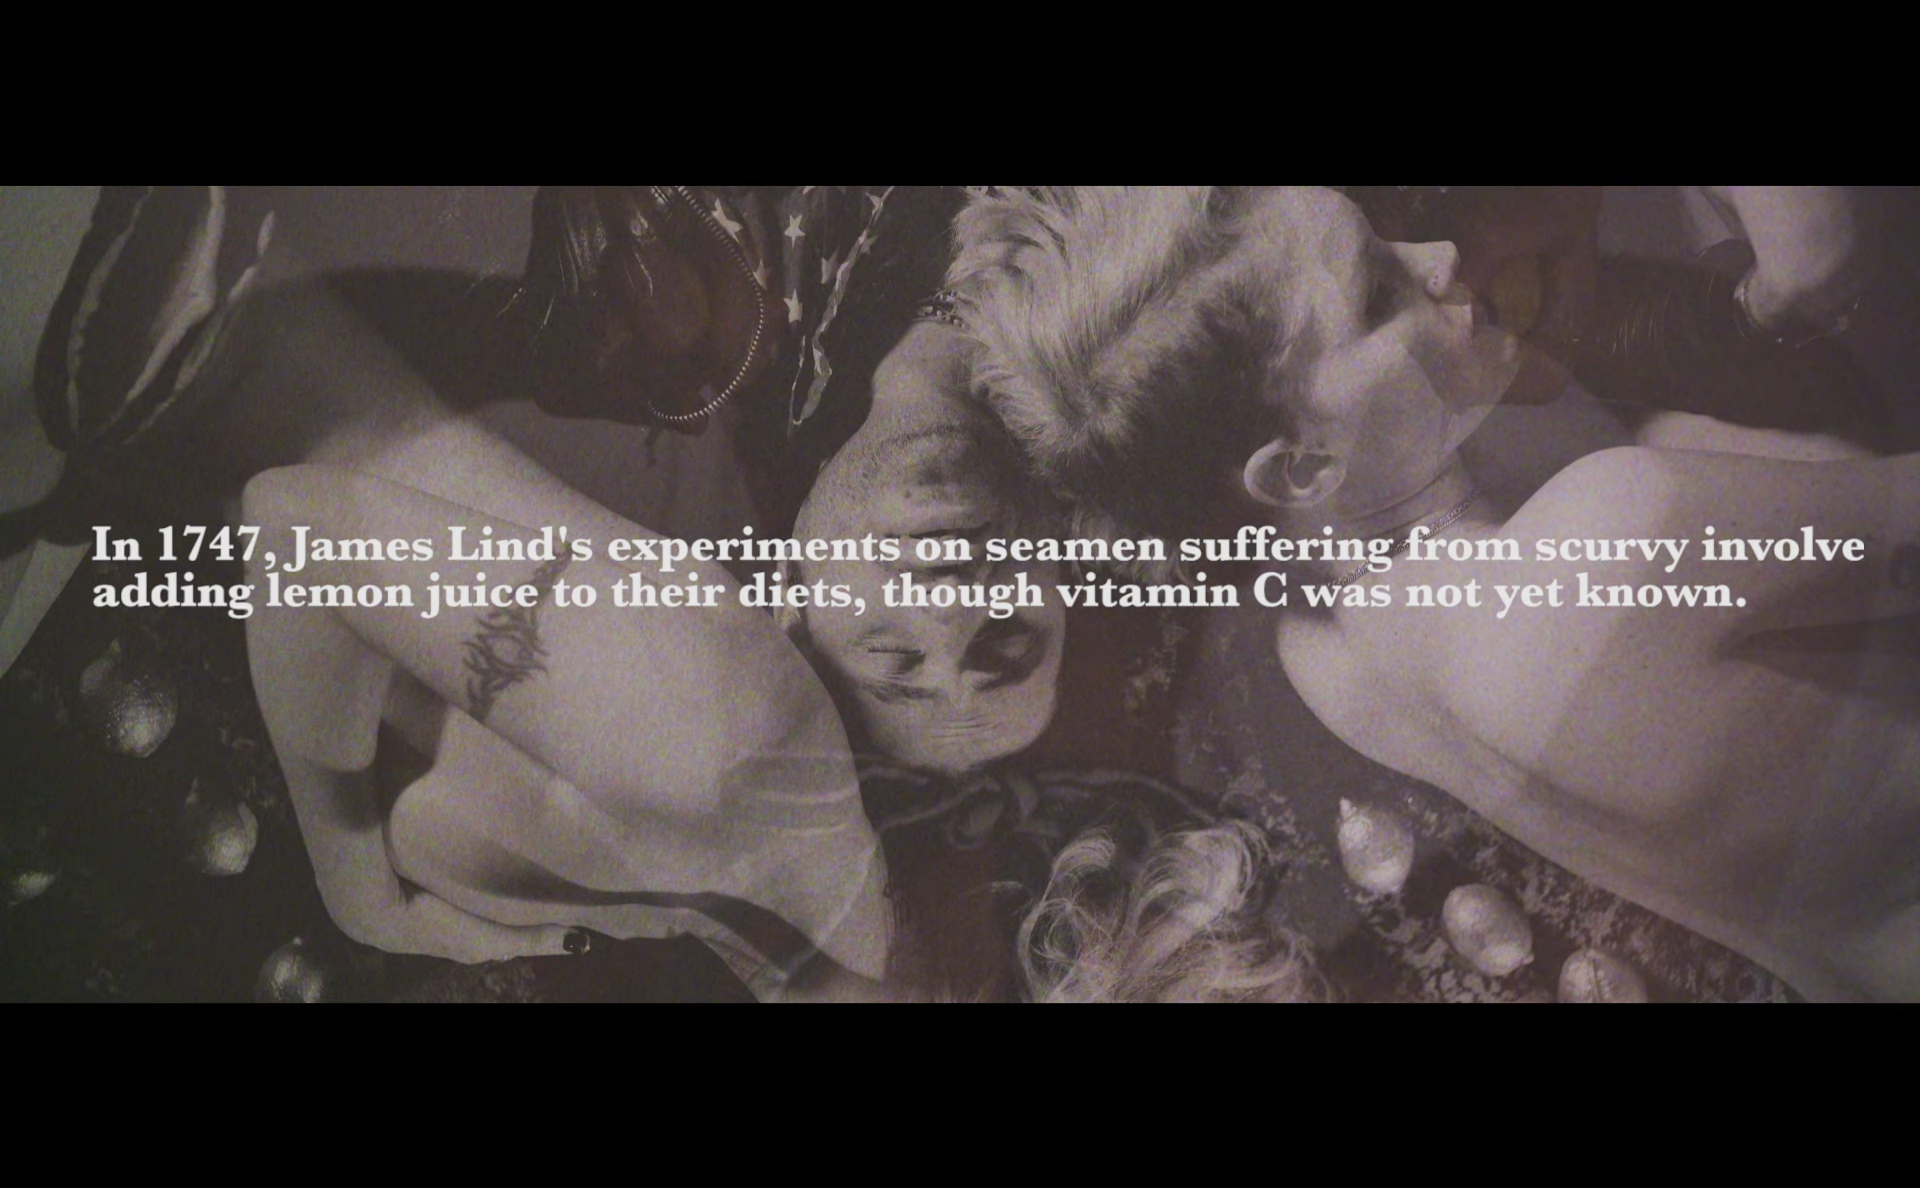 In 1747, James Lind's experiments on seamen suffering from scurvy involve
adding lemon juice to their diets, though vitamin C was not yet known.